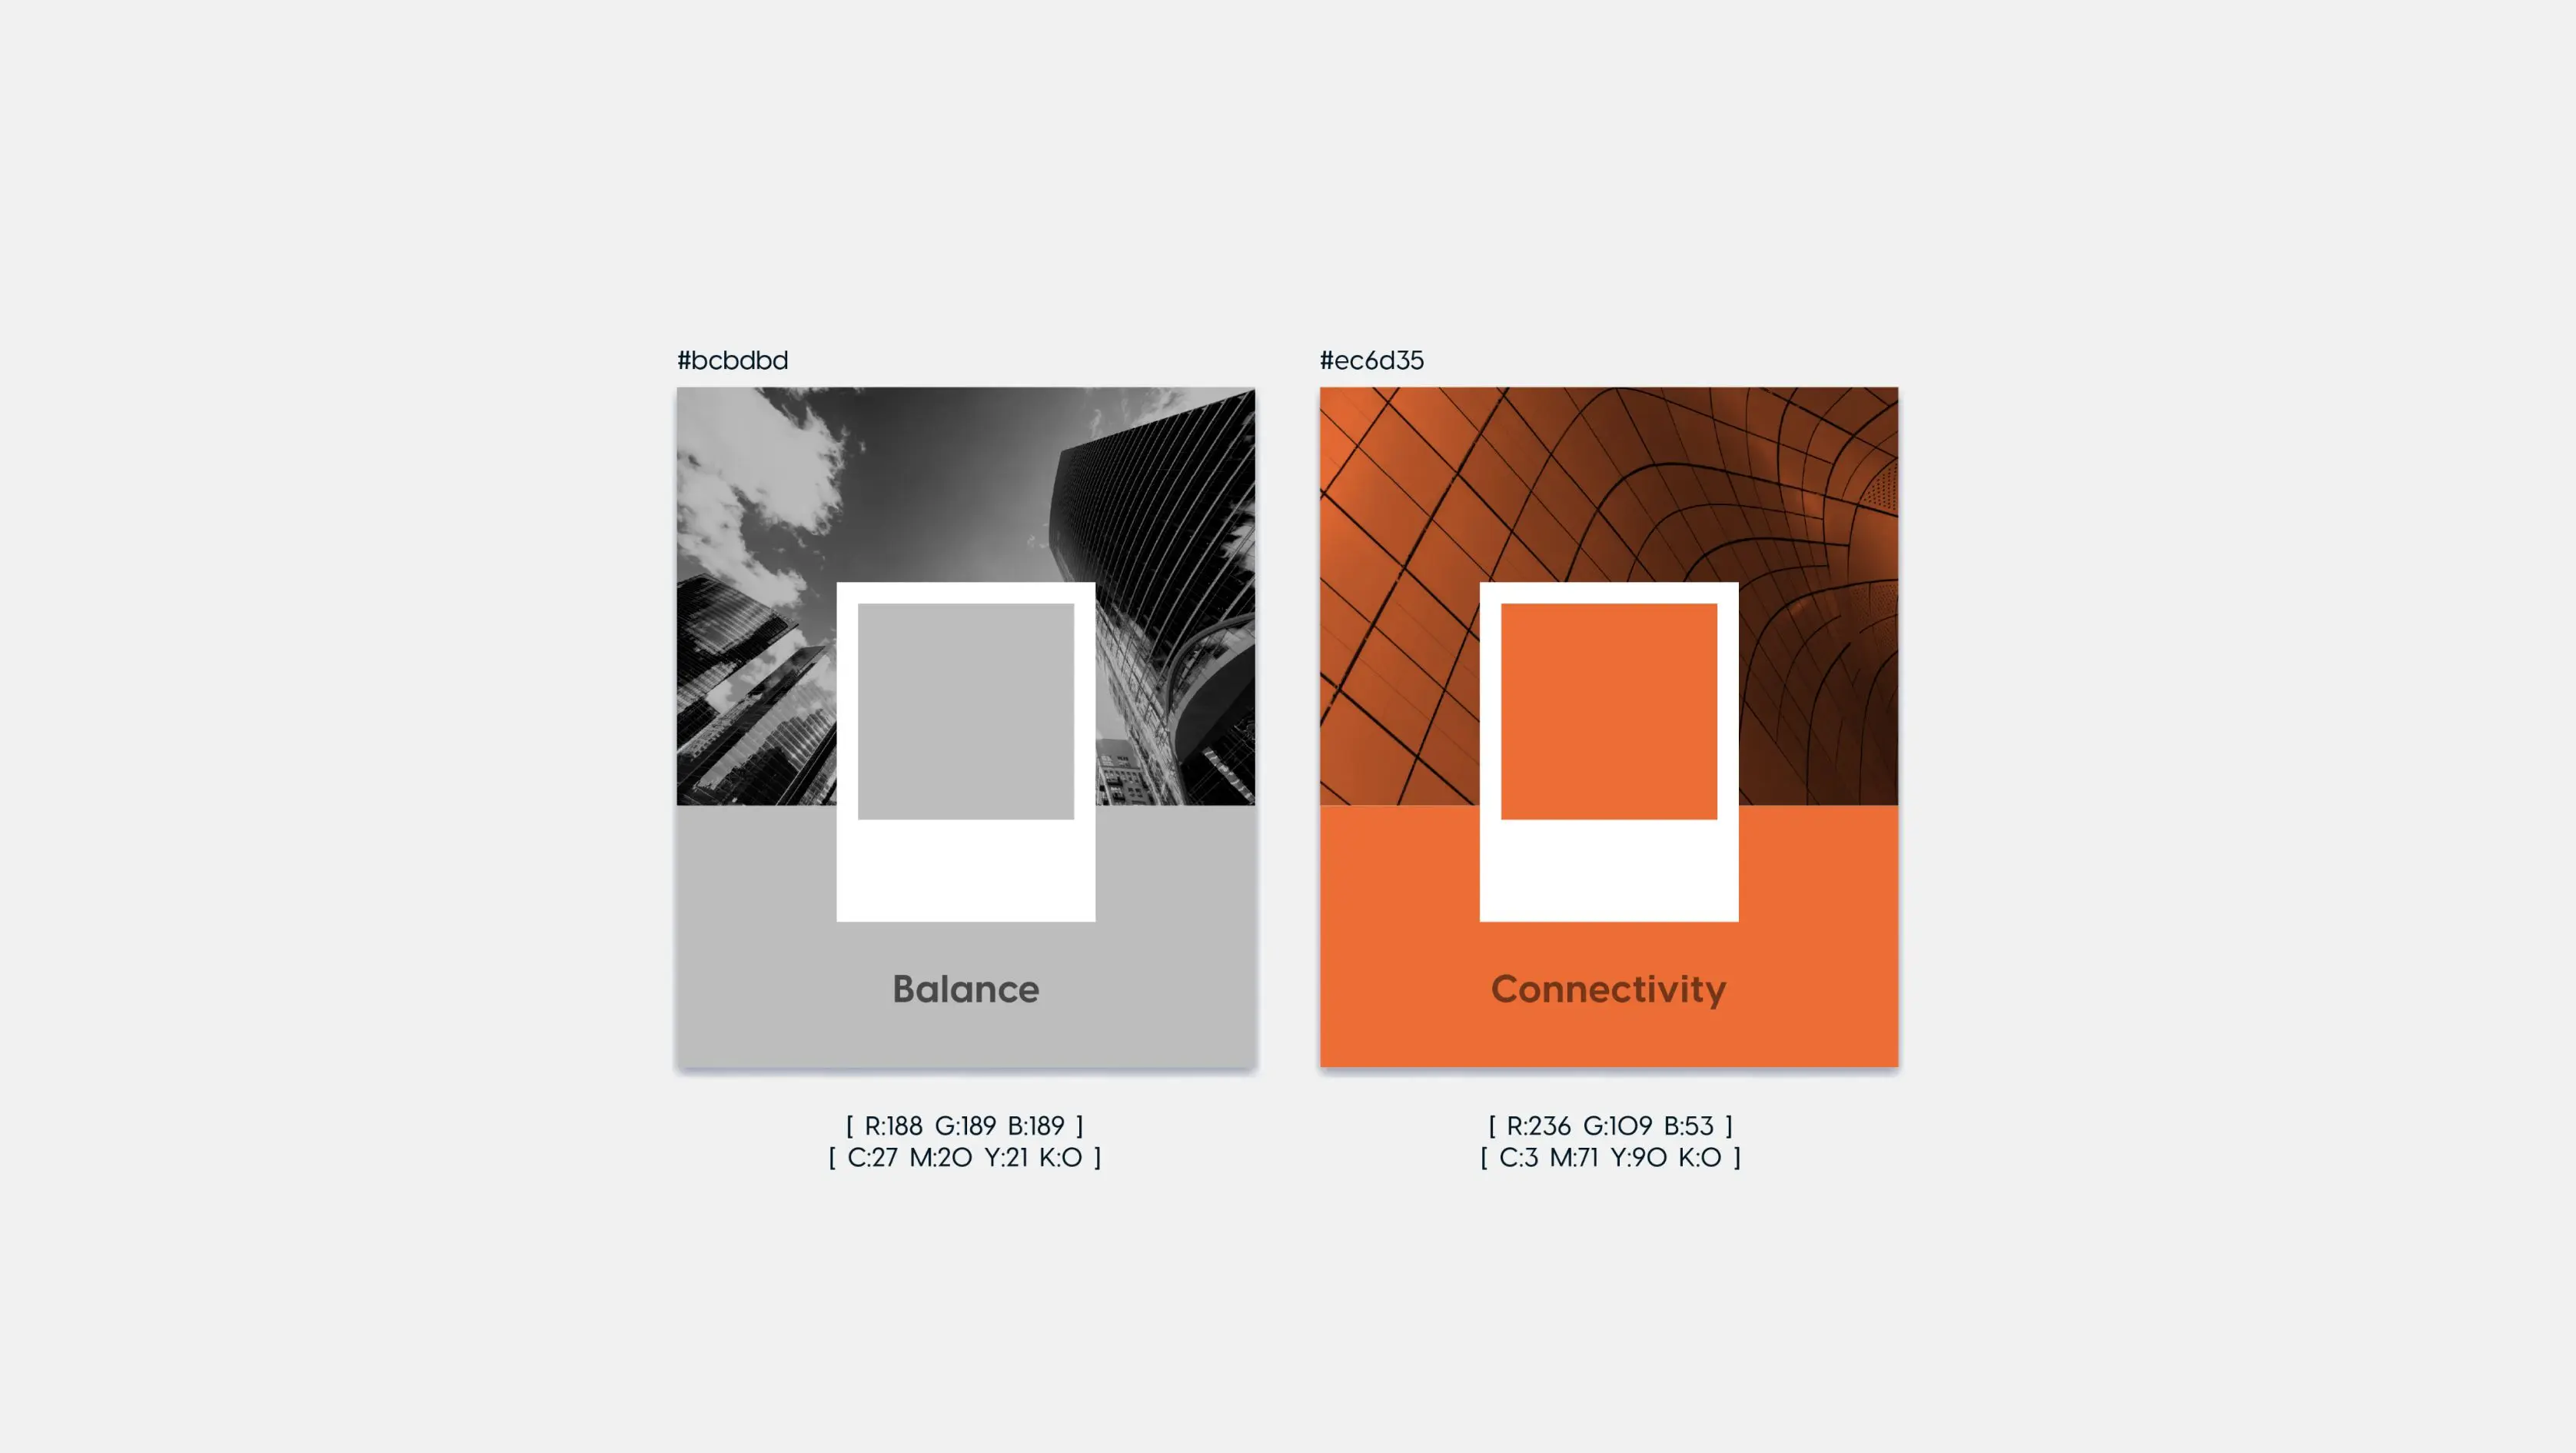 #bcbdbd
#ec6d35
Balance
Connectivity
[ R:188 G:189 B:189 ]
[ C:27 M:20 Y:21 K:0 ]
[ R:236 G:109 B:53 ]
[ C:3 M:71 Y:90 K:0 ]